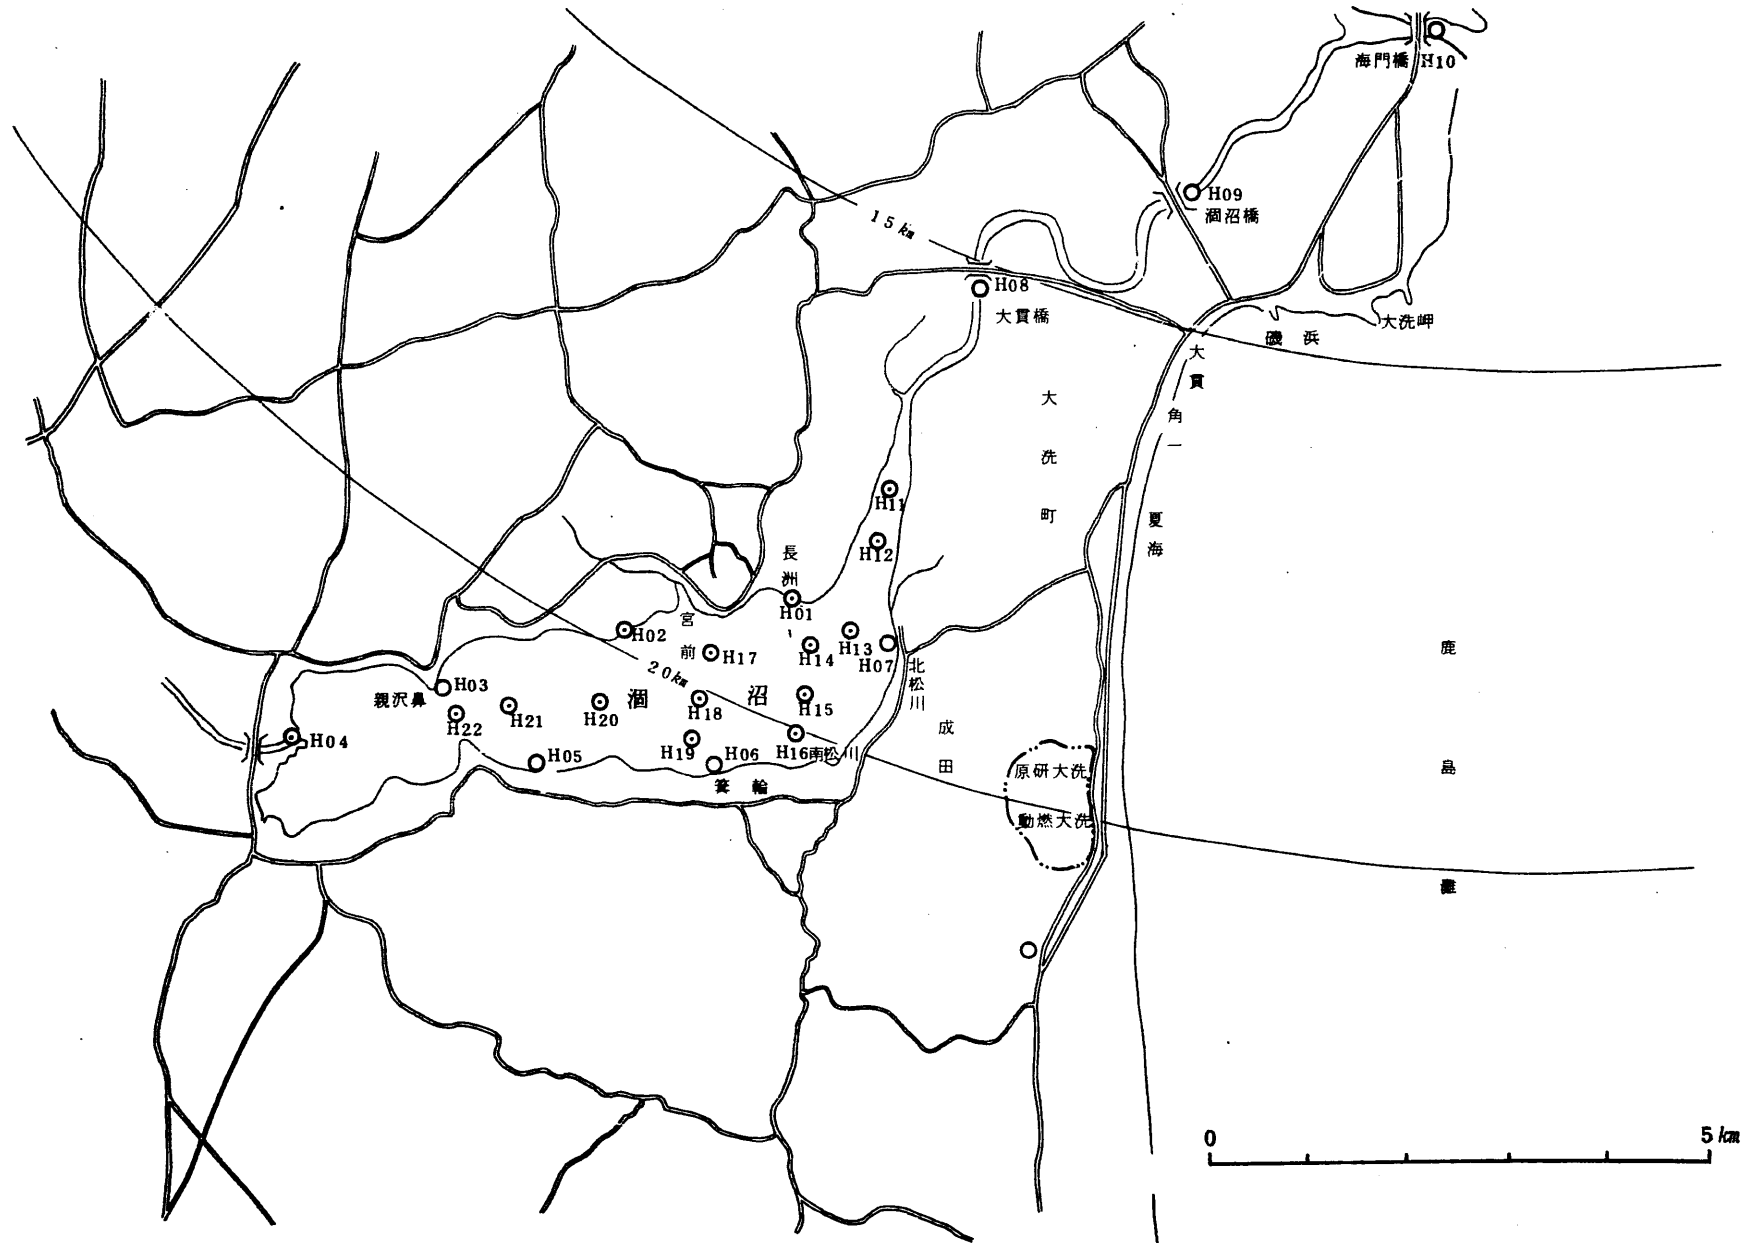 海門橋 H10
H09
涸沼橋
15km
H08
大貫橋
大洗岬
磯浜
大貫
角一
大洗町
夏海
H11
H12
長洲
H01
宮前
H02
H17
H14
H13
H07
北松川
鹿島灘
20km
親沢鼻
H03
H22
H21
H20
涸沼
H18
H15
H04
H05
H19
H06
H16
南松川
成田
箕輪
原研大洗
動燃大洗
0 5km